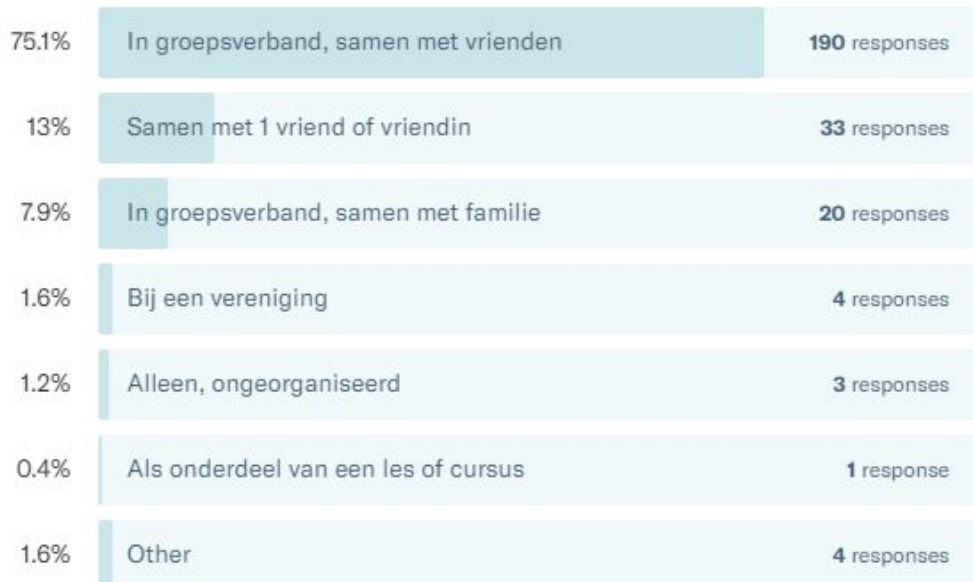 75.1% In groepsverband, samen met vrienden 190 responses
13% Samen met 1 vriend of vriendin 33 responses
7.9% In groepsverband, samen met familie 20 responses
1.6% Bij een vereniging 4 responses
1.2% Alleen, ongeorganiseerd 3 responses
0.4% Als onderdeel van een les of cursus 1 response
1.6% Other 4 responses